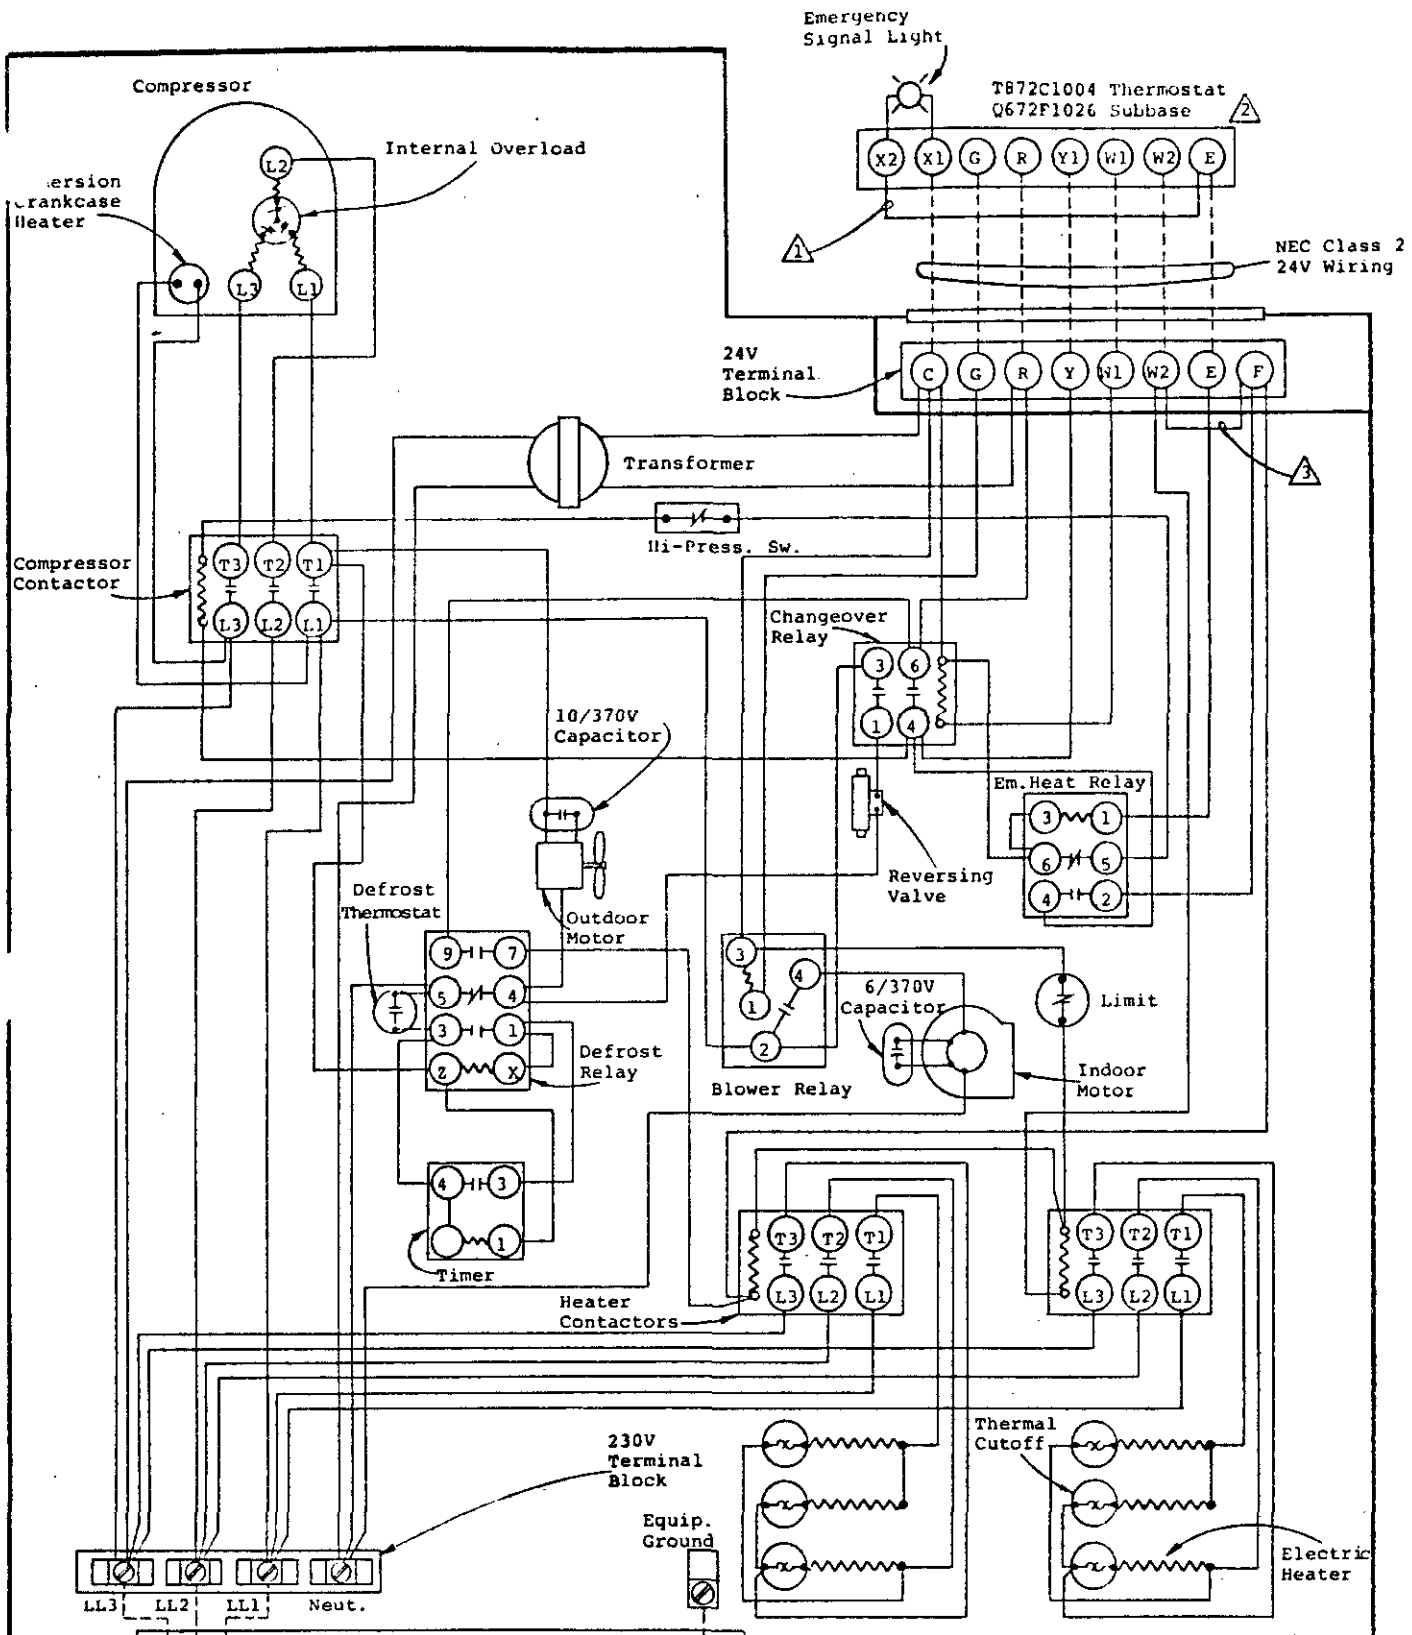 Emergency
Signal Light
T872C1004 Thermostat
Q672F1026 Subbase
2
X2 X1 G R Y1 W1 W2 E
Compressor
Internal Overload
L2
Heater
L3 L1
1
NEC Class 2
24V Wiring
24V
Terminal
Block
C G R Y W1 W2 E F
3
Transformer
Hi-Press. Sw.
Compressor
Contactor
T3 T2 T1
L3 L2 L1
Changeover
Relay
3 6
1 4
10/370V
Capacitor
Em.Heat Relay
3 1
6 5
4 2
Reversing
Valve
Defrost
Thermostat
Outdoor
Motor
9 7
5 4
3 1
2 X
Defrost
Relay
3 4
1
2
Blower Relay
6/370V
Capacitor
Limit
Indoor
Motor
4 3
1
Timer
Heater
Contactors
T3 T2 T1
L3 L2 L1
T3 T2 T1
L3 L2 L1
230V
Terminal
Block
Thermal
Cutoff
Equip.
Ground
Electric
Heater
LL3 LL2 LL1 Neut.